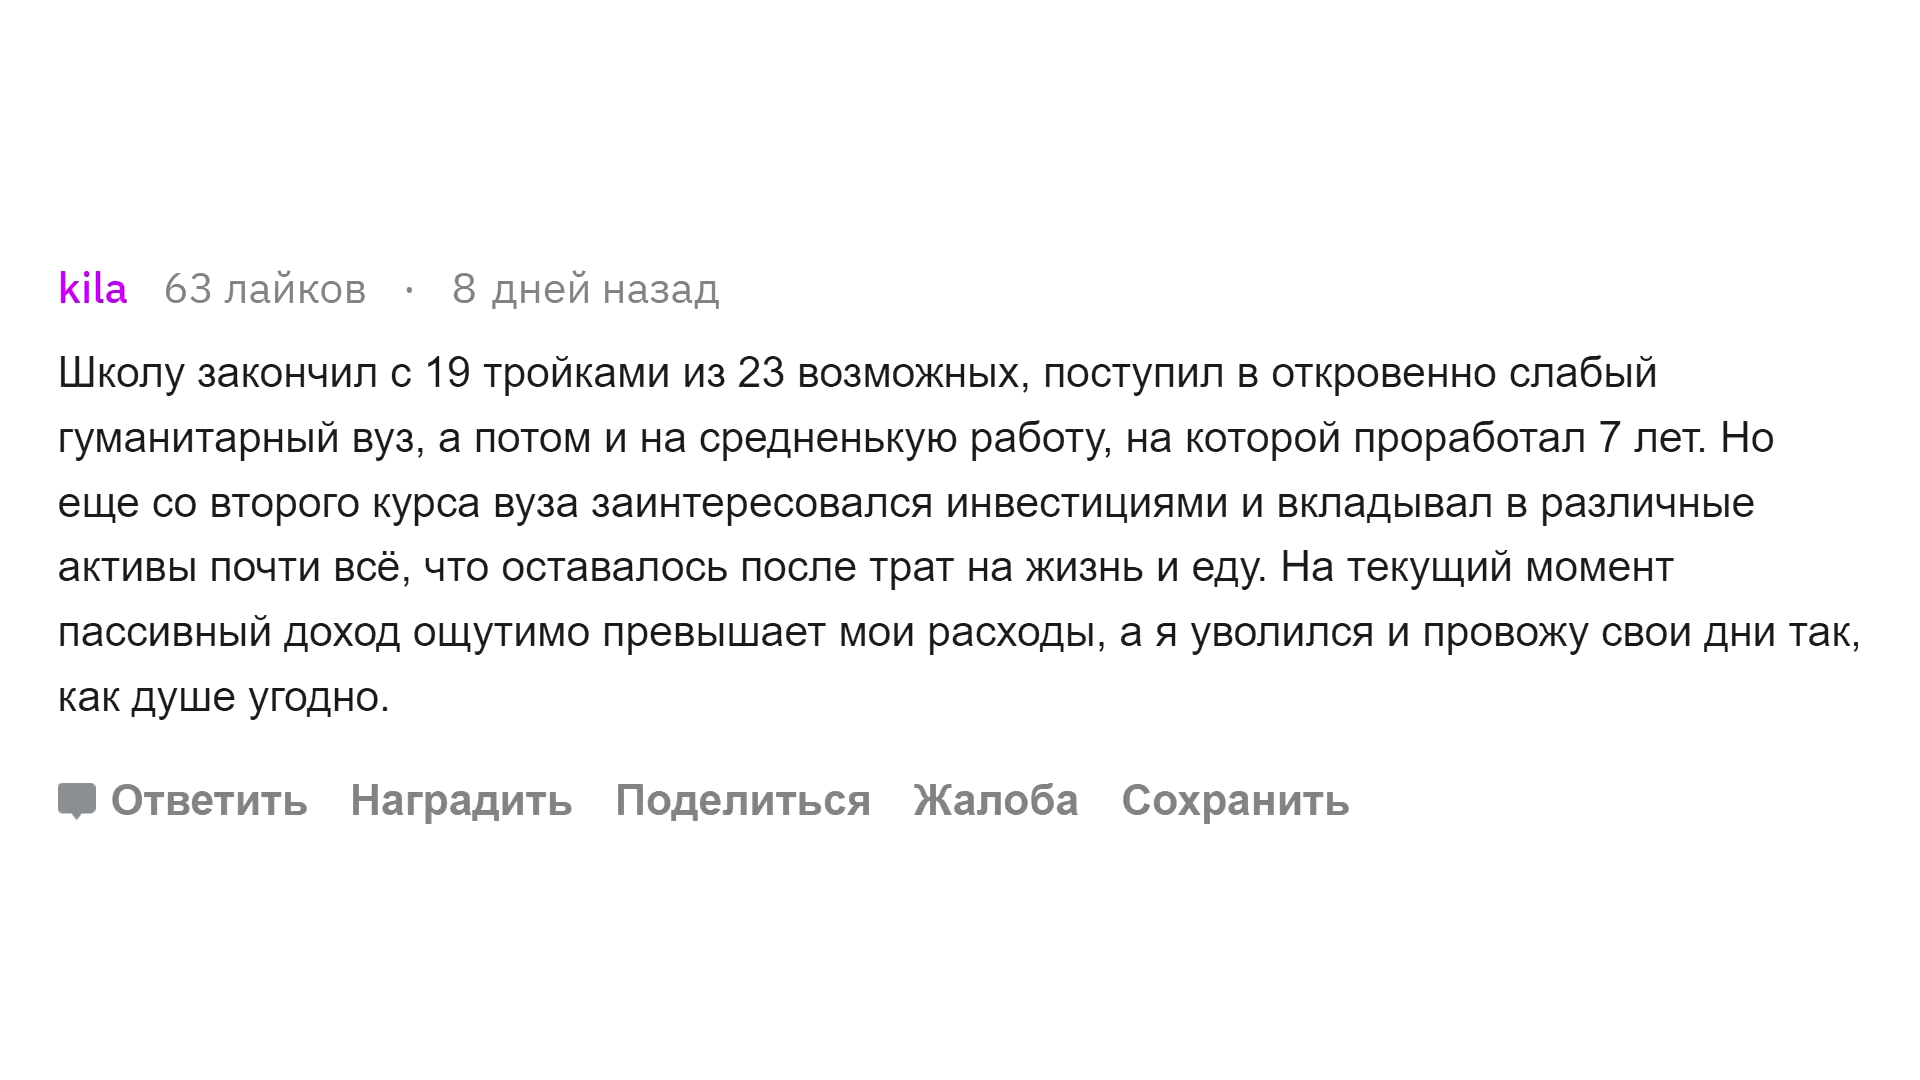 kila 63 лайков · 8 дней назад
Школу закончил с 19 тройками из 23 возможных, поступил в откровенно слабый
гуманитарный вуз, а потом и на средненькую работу, на которой проработал 7 лет. Но
еще со второго курса вуза заинтересовался инвестициями и вкладывал в различные
активы почти всё, что оставалось после трат на жизнь и еду. На текущий момент
пассивный доход ощутимо превышает мои расходы, а я уволился и провожу свои дни так,
как душе угодно.
Ответить Наградить Поделиться Жалоба Сохранить